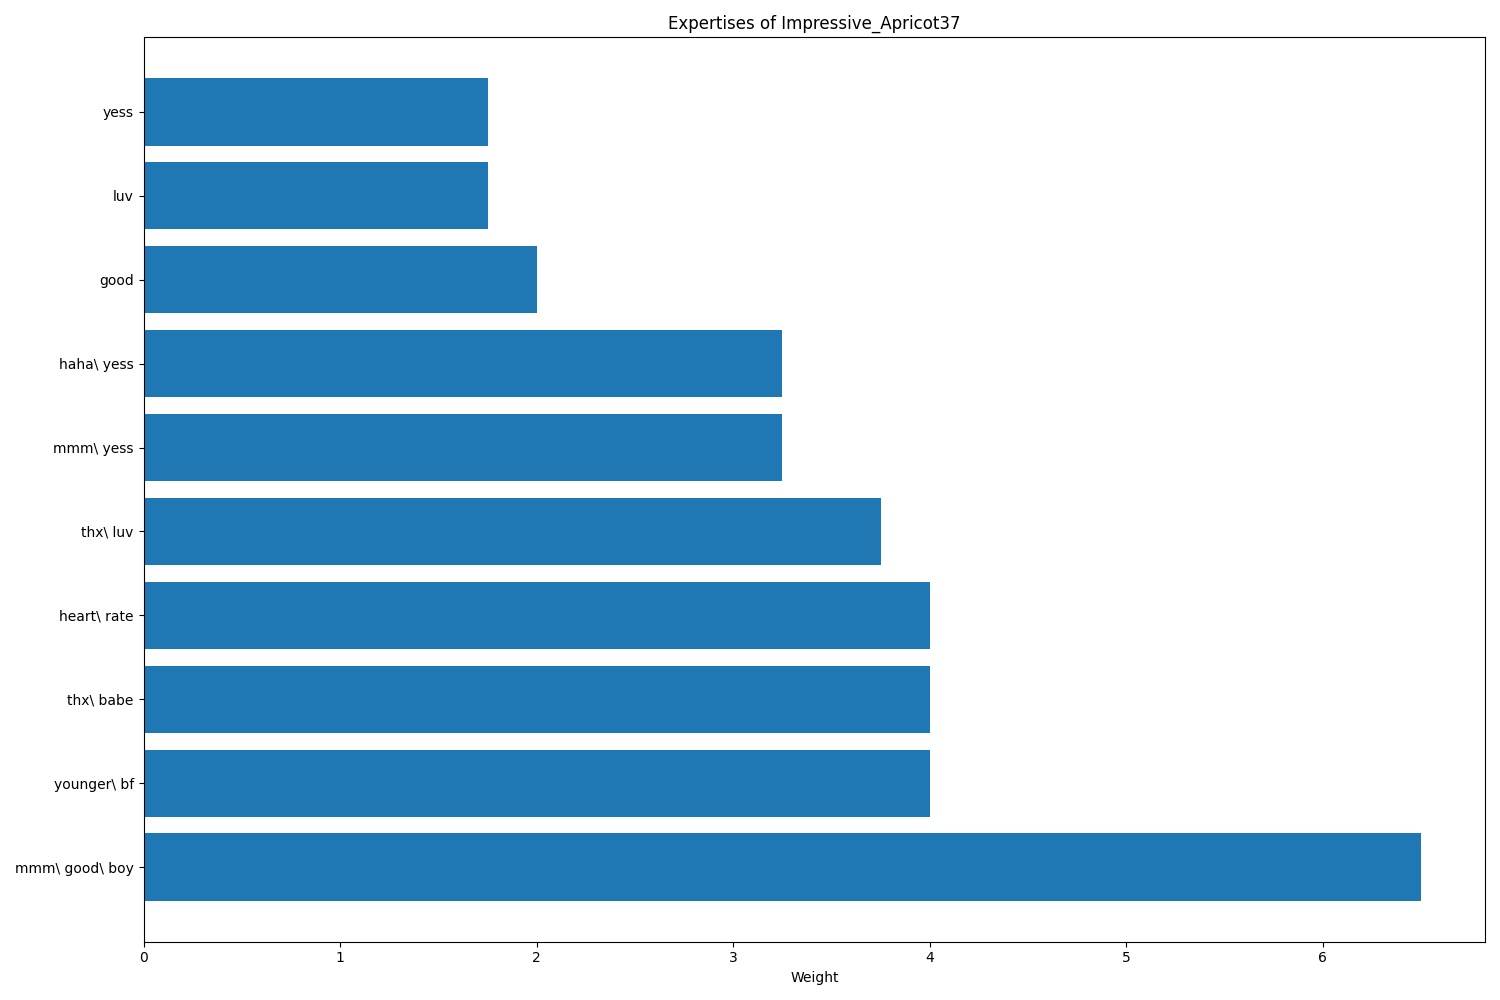 Expertises of Impressive_Apricot37
yess
luv
good
haha\ yess
mmm\ yess
thx\ luv
heart\ rate
thx\ babe
younger\ bf
mmm\ good\ boy
0 1 2 3 4 5 6
Weight